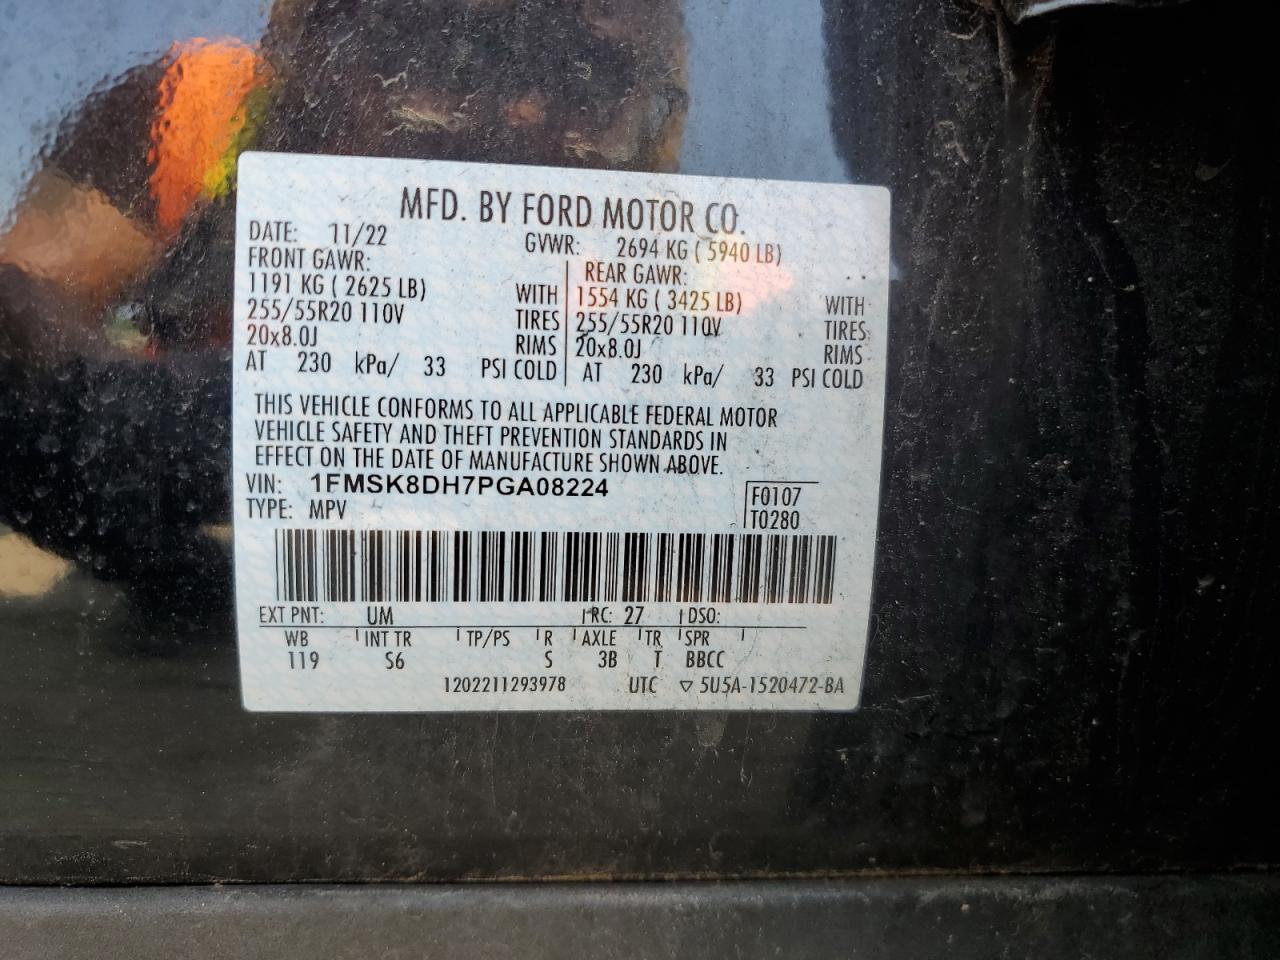 MFD. BY FORD MOTOR CO.
DATE: 11/22 GVWR: 2694 KG ( 5940 LB)
FRONT GAWR: REAR GAWR:
1191 KG ( 2625 LB) WITH 1554 KG ( 3425 LB) WITH
255/55R20 110V TIRES 255/55R20 110V TIRES
20x8.0J RIMS 20x8.0J RIMS
AT 230 kPa/ 33 PSI COLD AT 230 kPa/ 33 PSI COLD
THIS VEHICLE CONFORMS TO ALL APPLICABLE FEDERAL MOTOR
VEHICLE SAFETY AND THEFT PREVENTION STANDARDS IN
EFFECT ON THE DATE OF MANUFACTURE SHOWN ABOVE.
VIN: 1FMSK8DH7PGA08224 F0107
TYPE: MPV T0280
EXT PNT: UM RC: 27 DSO:
WB INT TR TP/PS R AXLE TR SPR
119 S6 S 3B T BBCC
1202211293978 UTC ▽ 5U5A-1520472-BA